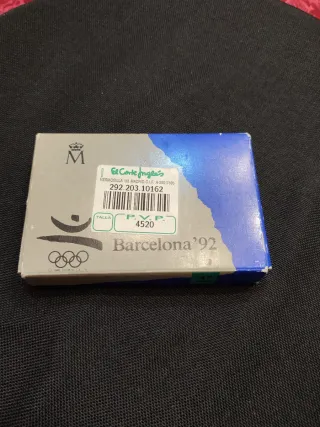 M
El Corte Inglés
292.203.10162
TALLA
P.V.P.
4520
Barcelona'92